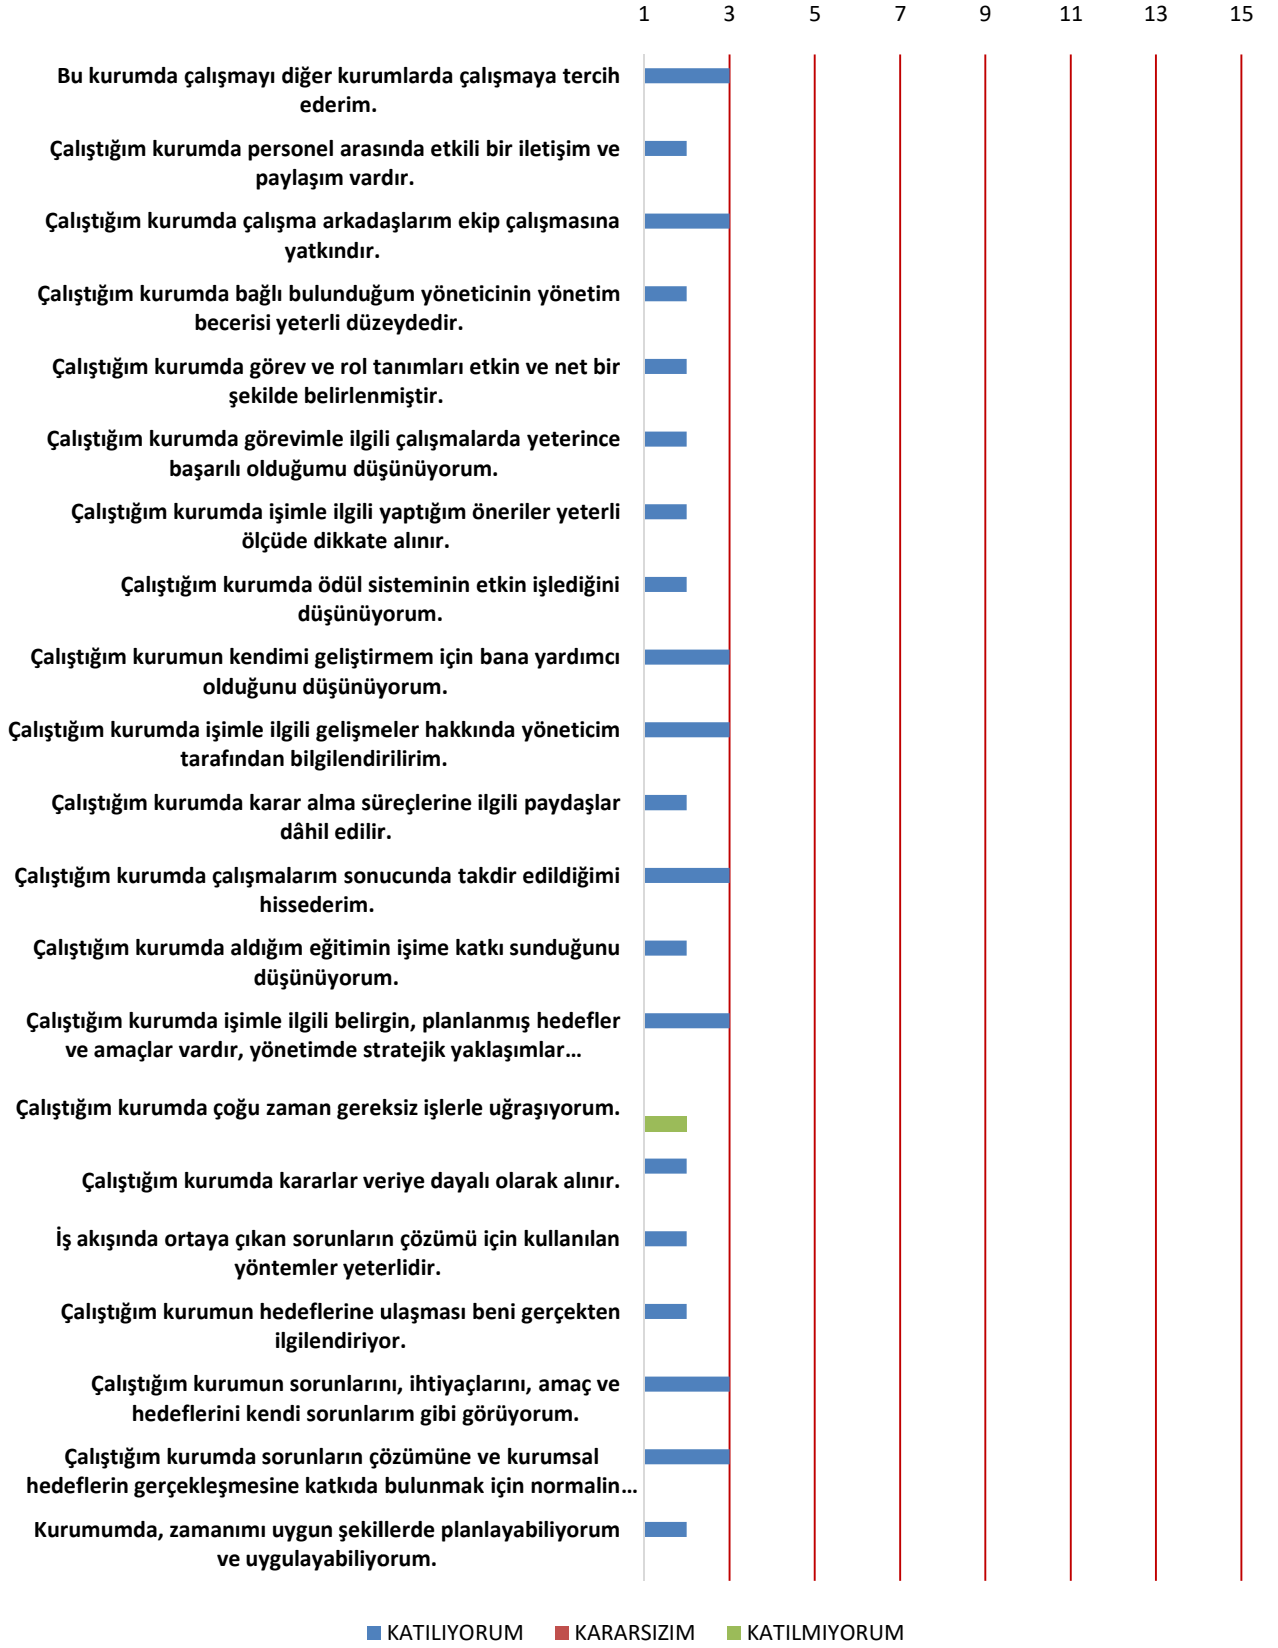 1 3 5 7 9 11 13 15
Bu kurumda çalışmayı diğer kurumlarda çalışmaya tercih
ederim.
Çalıştığım kurumda personel arasında etkili bir iletişim ve
paylaşım vardır.
Çalıştığım kurumda çalışma arkadaşlarım ekip çalışmasına
yatkındır.
Çalıştığım kurumda bağlı bulunduğum yöneticinin yönetim
becerisi yeterli düzeydedir.
Çalıştığım kurumda görev ve rol tanımları etkin ve net bir
şekilde belirlenmiştir.
Çalıştığım kurumda görevimle ilgili çalışmalarda yeterince
başarılı olduğumu düşünüyorum.
Çalıştığım kurumda işimle ilgili yaptığım öneriler yeterli
ölçüde dikkate alınır.
Çalıştığım kurumda ödül sisteminin etkin işlediğini
düşünüyorum.
Çalıştığım kurumun kendimi geliştirmem için bana yardımcı
olduğunu düşünüyorum.
Çalıştığım kurumda işimle ilgili gelişmeler hakkında yöneticim
tarafından bilgilendirilirim.
Çalıştığım kurumda karar alma süreçlerine ilgili paydaşlar
dâhil edilir.
Çalıştığım kurumda çalışmalarım sonucunda takdir edildiğimi
hissederim.
Çalıştığım kurumda aldığım eğitimin işime katkı sunduğunu
düşünüyorum.
Çalıştığım kurumda işimle ilgili belirgin, planlanmış hedefler
ve amaçlar vardır, yönetimde stratejik yaklaşımlar…
Çalıştığım kurumda çoğu zaman gereksiz işlerle uğraşıyorum.
Çalıştığım kurumda kararlar veriye dayalı olarak alınır.
İş akışında ortaya çıkan sorunların çözümü için kullanılan
yöntemler yeterlidir.
Çalıştığım kurumun hedeflerine ulaşması beni gerçekten
ilgilendiriyor.
Çalıştığım kurumun sorunlarını, ihtiyaçlarını, amaç ve
hedeflerini kendi sorunlarım gibi görüyorum.
Çalıştığım kurumda sorunların çözümüne ve kurumsal
hedeflerin gerçekleşmesine katkıda bulunmak için normalin…
Kurumumda, zamanımı uygun şekillerde planlayabiliyorum
ve uygulayabiliyorum.
KATILIYORUM KARARSIZIM KATILMIYORUM